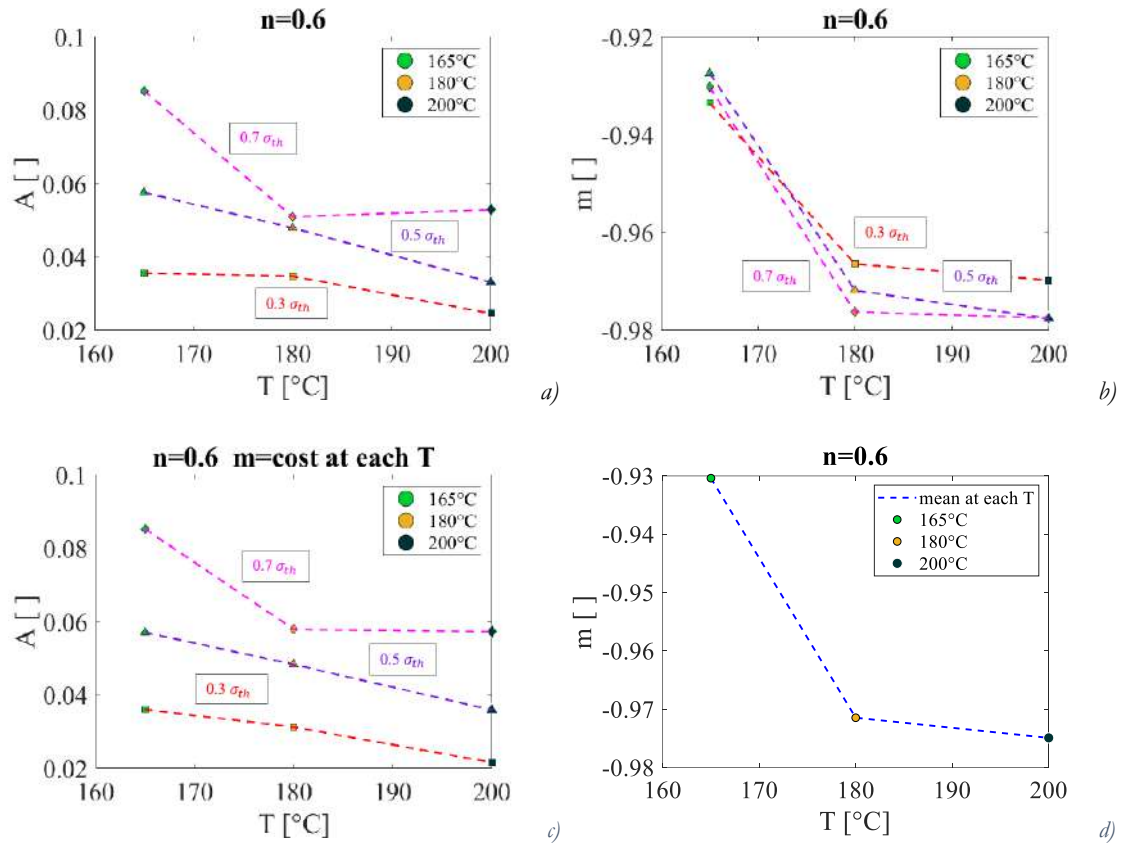 n=0.6
0.1
0.08
0.06
0.04
0.02
160
170
180
190
200
T [°C]
A [ ]
165°C
180°C
200°C
0.7 σth
0.5 σth
0.3 σth
a)
n=0.6
-0.92
-0.94
-0.96
-0.98
160
170
180
190
200
T [°C]
m [ ]
165°C
180°C
200°C
0.3 σth
0.7 σth
0.5 σth
b)
n=0.6 m=cost at each T
0.1
0.08
0.06
0.04
0.02
160
170
180
190
200
T [°C]
A [ ]
165°C
180°C
200°C
0.7 σth
0.5 σth
0.3 σth
c)
n=0.6
-0.93
-0.94
-0.95
-0.96
-0.97
-0.98
160
170
180
190
200
T [°C]
m [ ]
mean at each T
165°C
180°C
200°C
d)